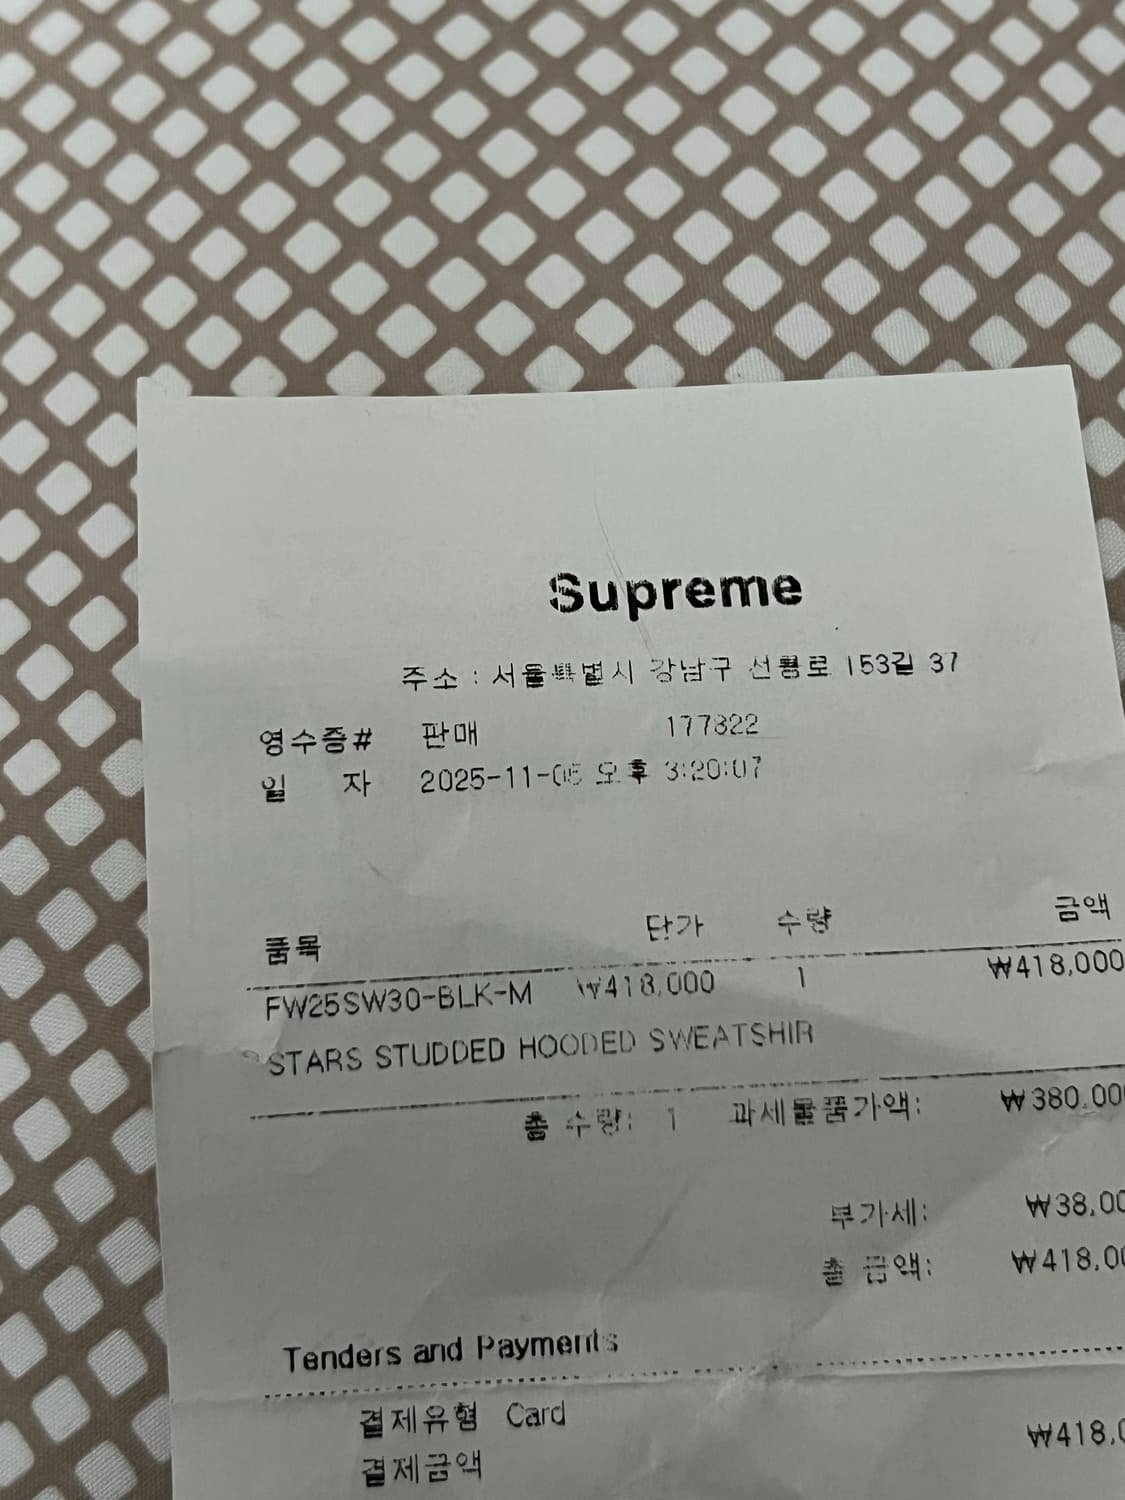 Supreme
주소 : 서울특별시 강남구 선릉로 153길 37
영수증# 판매 177822
일 자 2025-11-06 오후 3:20:07
품목 단가 수량 금액
FW25SW30-BLK-M ₩418,000 1 ₩418,000
STARS STUDDED HOODED SWEATSHIR
총 수량: 1 과세물품가액: ₩380,00
부가세: ₩38,00
총 금액: ₩418,00
Tenders and Payments
결제유형 Card
결제금액 ₩418,0